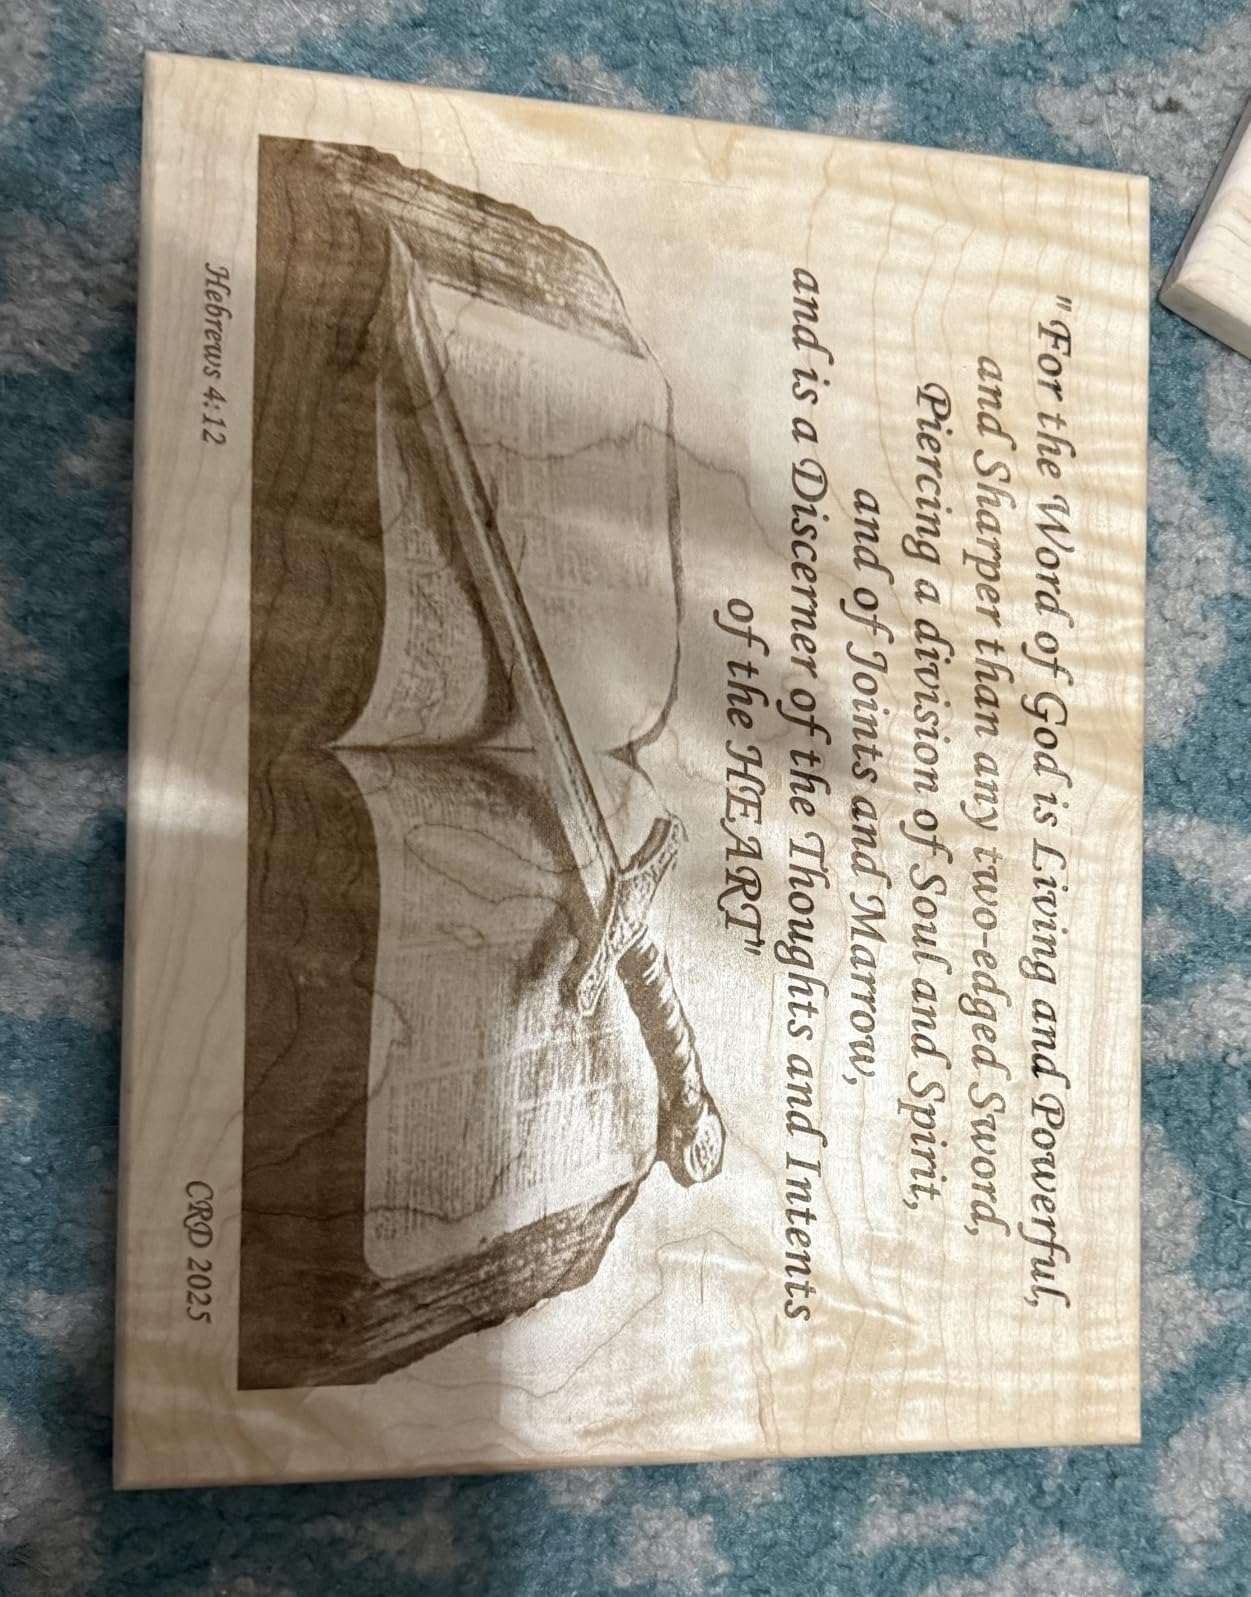 "For the Word of God is Living and Powerful,
and Sharper than any two-edged Sword,
Piercing a division of Soul and Spirit,
and of Joints and Marrow,
and is a Discerner of the Thoughts and Intents
of the HEART"
Hebrews 4:12
CRD 2025